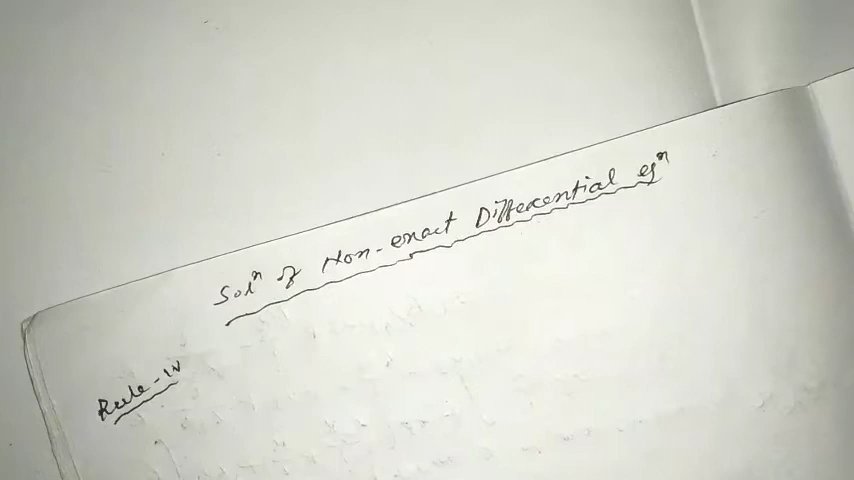 Solⁿ of Non-exact Differential eqⁿ
Rule-IV